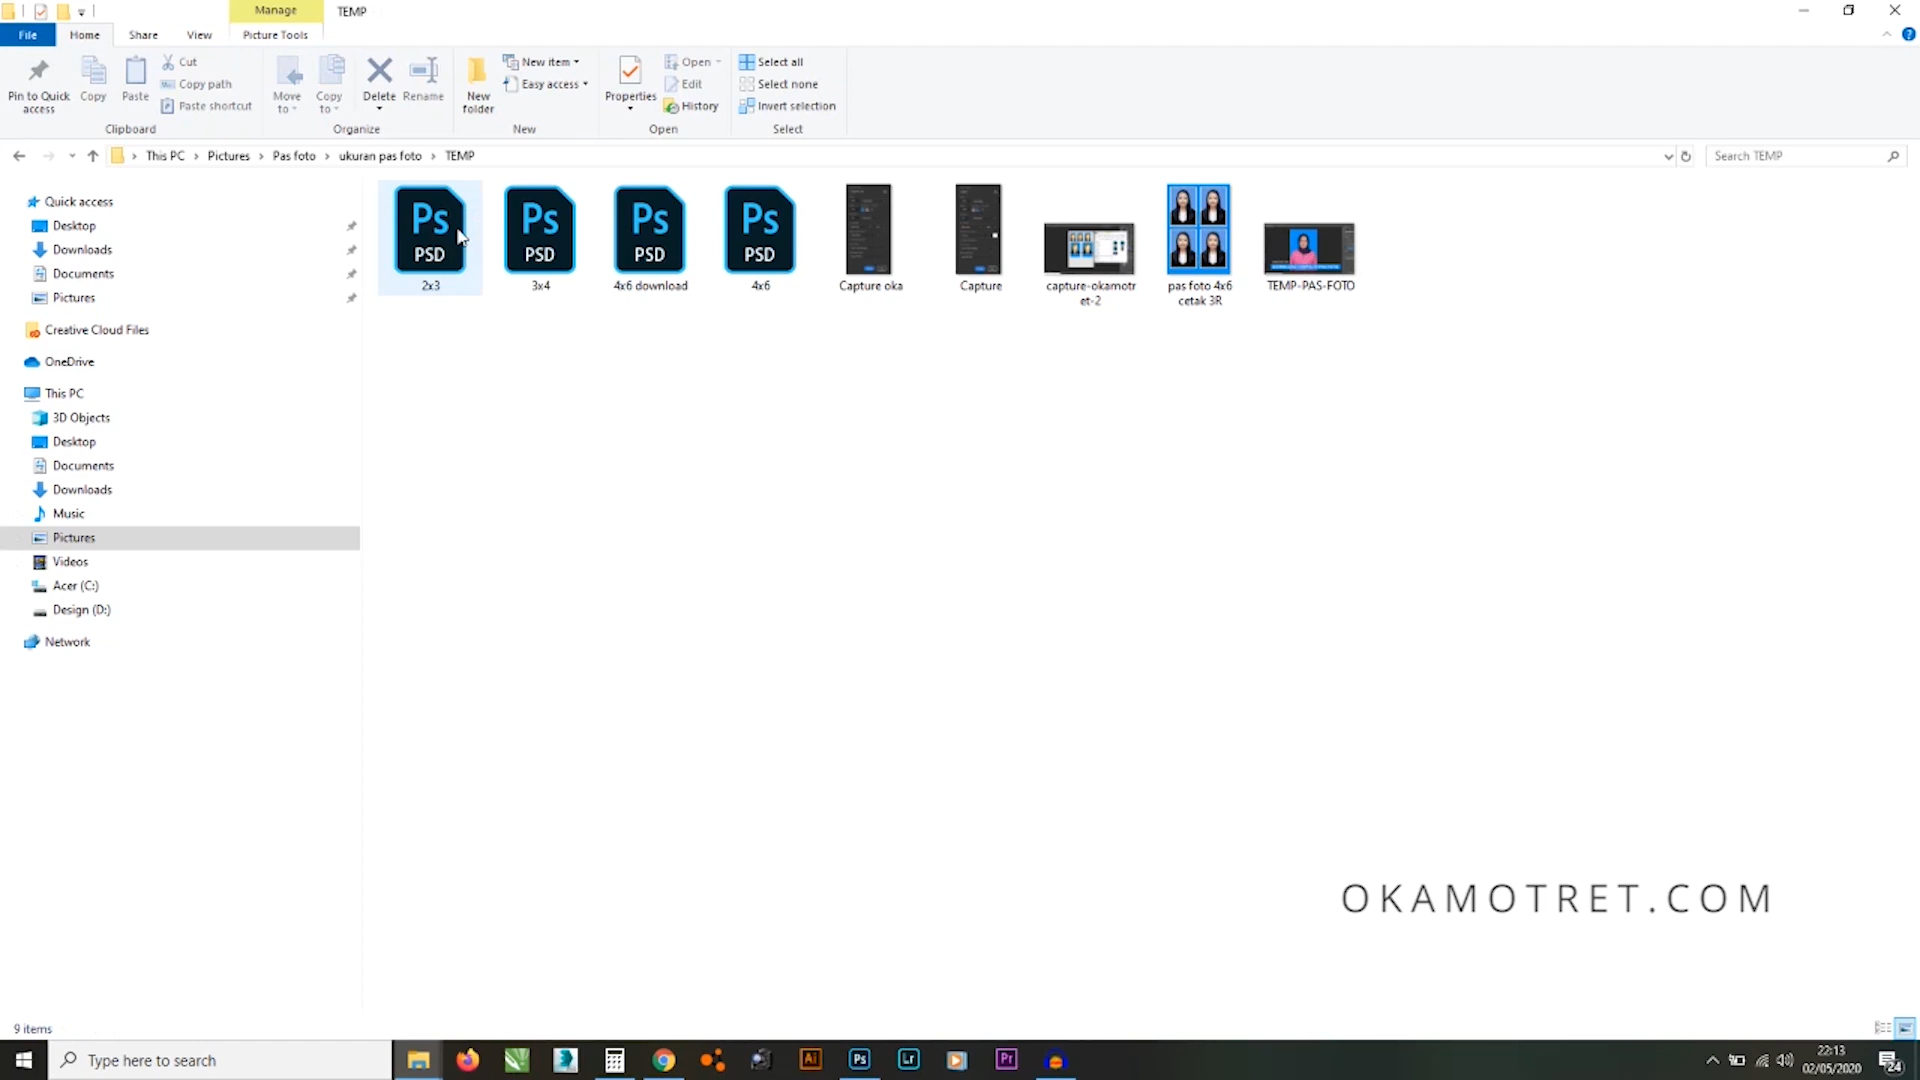 Manage
TEMP
File
Home
Share
View
Picture Tools
Pin to Quick access
Copy
Paste
Cut
Copy path
Paste shortcut
Clipboard
Move to
Copy to
Delete
Rename
Organize
New folder
New item
Easy access
New
Properties
Open
Edit
History
Open
Select all
Select none
Invert selection
Select
This PC > Pictures > Pas foto > ukuran pas foto > TEMP
Search TEMP
Quick access
Desktop
Downloads
Documents
Pictures
Creative Cloud Files
OneDrive
This PC
3D Objects
Desktop
Documents
Downloads
Music
Pictures
Videos
Acer (C:)
Design (D:)
Network
Ps PSD
2x3
Ps PSD
3x4
Ps PSD
4x6 download
Ps PSD
4x6
Capture oka
Capture
capture-okamotr
et-2
pas foto 4x6
cetak 3R
TEMP-PAS-FOTO
OKAMOTRET.COM
9 items
Type here to search
Ai
Ps
Lr
Pr
22:13
02/05/2020
24